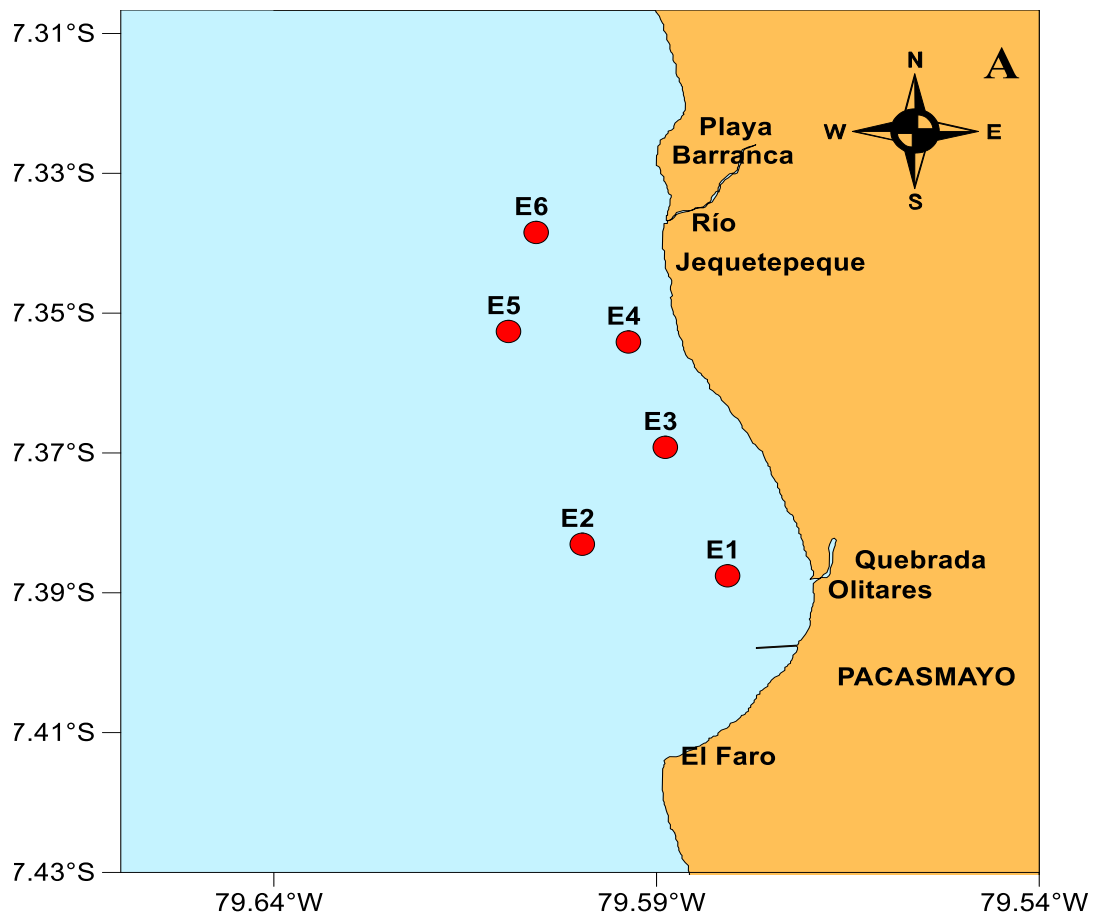 7.31°S
A
N
W
E
S
Playa
Barranca
7.33°S
E6
Río
Jequetepeque
7.35°S
E5
E4
E3
7.37°S
E2
E1
Quebrada
Olitares
7.39°S
PACASMAYO
7.41°S
El Faro
7.43°S
79.64°W
79.59°W
79.54°W